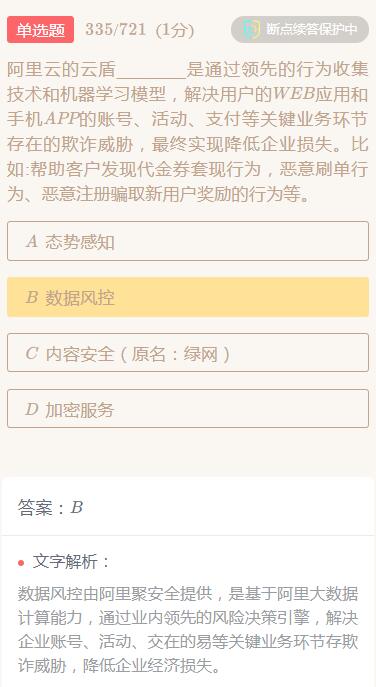 单选题 335/721 (1分) 断点续答保护中
阿里云的云盾________是通过领先的行为收集
技术和机器学习模型，解决用户的WEB应用和
手机APP的账号、活动、支付等关键业务环节
存在的欺诈威胁，最终实现降低企业损失。比
如:帮助客户发现代金券套现行为，恶意刷单行
为、恶意注册骗取新用户奖励的行为等。
A 态势感知
B 数据风控
C 内容安全（原名：绿网）
D 加密服务
答案：B
文字解析：
数据风控由阿里聚安全提供，是基于阿里大数据
计算能力，通过业内领先的风险决策引擎，解决
企业账号、活动、交在的易等关键业务环节存欺
诈威胁，降低企业经济损失。